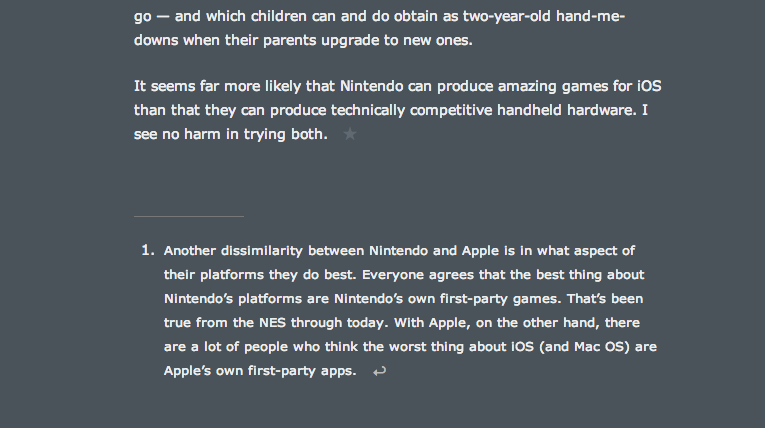 go — and which children can and do obtain as two-year-old hand-me-
downs when their parents upgrade to new ones.
It seems far more likely that Nintendo can produce amazing games for iOS
than that they can produce technically competitive handheld hardware. I
see no harm in trying both. ★
1. Another dissimilarity between Nintendo and Apple is in what aspect of
their platforms they do best. Everyone agrees that the best thing about
Nintendo’s platforms are Nintendo’s own first-party games. That’s been
true from the NES through today. With Apple, on the other hand, there
are a lot of people who think the worst thing about iOS (and Mac OS) are
Apple’s own first-party apps. ↩